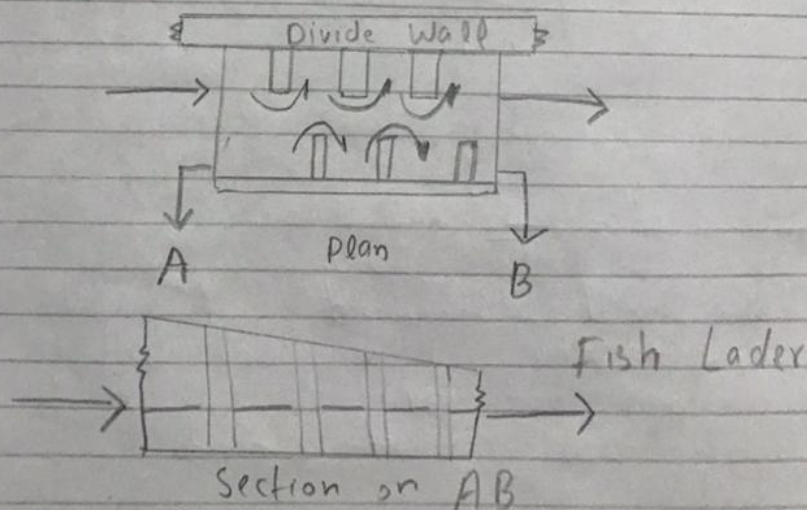 Divide Wall
A
Plan
B
Fish Lader
Section on AB